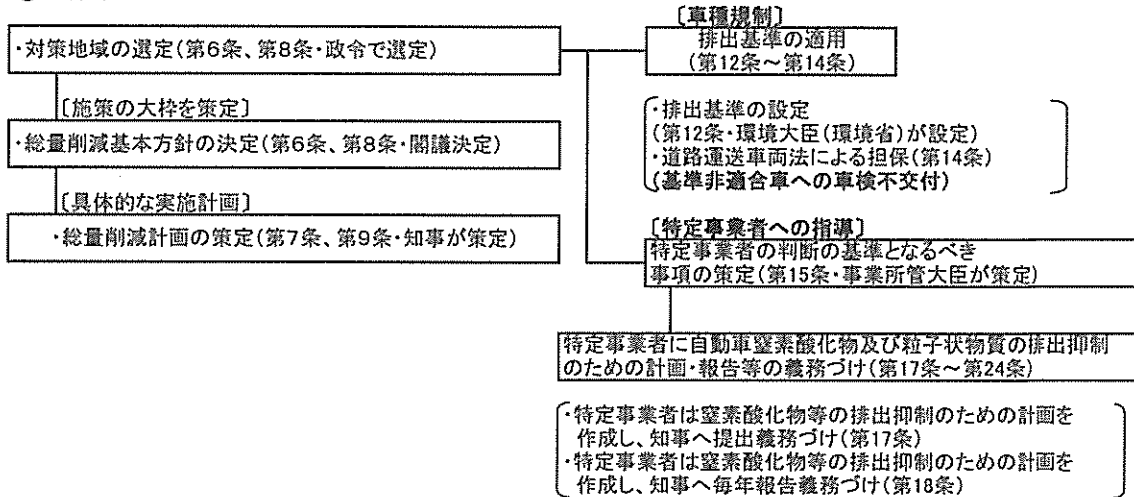 ・対策地域の選定(第6条、第8条・政令で選定)
〔施策の大枠を策定〕
・総量削減基本方針の決定(第6条、第8条・閣議決定)
〔具体的な実施計画〕
・総量削減計画の策定(第7条、第9条・知事が策定)
〔車種規制〕
排出基準の適用
(第12条～第14条)
・排出基準の設定
(第12条・環境大臣(環境省)が設定)
・道路運送車両法による担保(第14条)
(基準非適合車への車検不交付)
〔特定事業者への指導〕
特定事業者の判断の基準となるべき
事項の策定(第15条・事業所管大臣が策定)
特定事業者に自動車窒素酸化物及び粒子状物質の排出抑制
のための計画・報告等の義務づけ(第17条～第24条)
・特定事業者は窒素酸化物等の排出抑制のための計画を
作成し、知事へ提出義務づけ(第17条)
・特定事業者は窒素酸化物等の排出抑制のための計画を
作成し、知事へ毎年報告義務づけ(第18条)